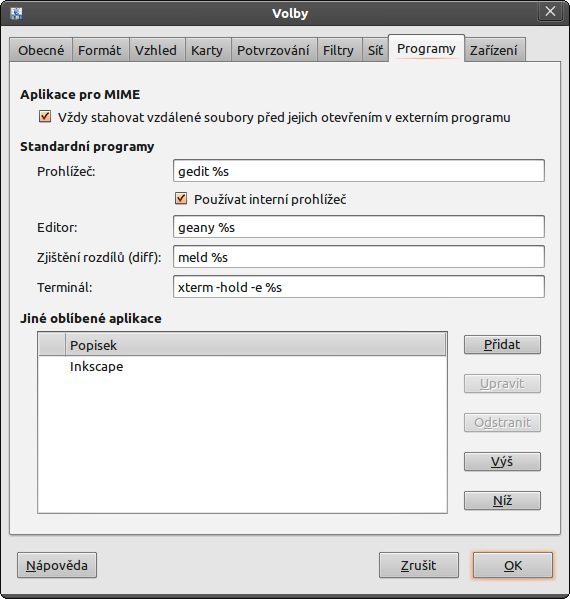 Volby
Obecné Formát Vzhled Karty Potvrzování Filtry Síť Programy Zařízení
Aplikace pro MIME
Vždy stahovat vzdálené soubory před jejich otevřením v externím programu
Standardní programy
Prohlížeč: gedit %s
Používat interní prohlížeč
Editor: geany %s
Zjištění rozdílů (diff): meld %s
Terminál: xterm -hold -e %s
Jiné oblíbené aplikace
Popisek Přidat
Inkscape
Upravit
Odstranit
Výš
Níž
Nápověda Zrušit OK